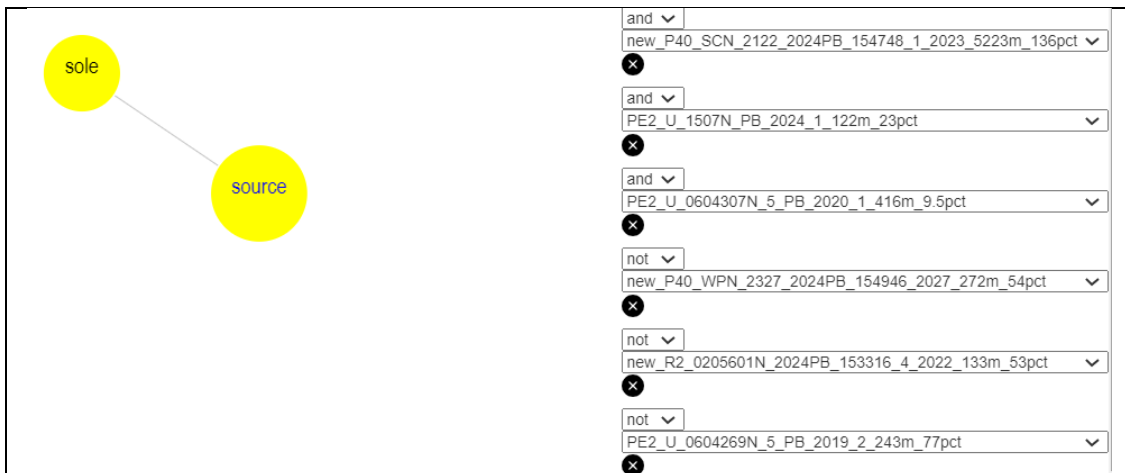 sole
source
and
new_P40_SCN_2122_2024PB_154748_1_2023_5223m_136pct
and
PE2_U_1507N_PB_2024_1_122m_23pct
and
PE2_U_0604307N_5_PB_2020_1_416m_9.5pct
not
new_P40_WPN_2327_2024PB_154946_2027_272m_54pct
not
new_R2_0205601N_2024PB_153316_4_2022_133m_53pct
not
PE2_U_0604269N_5_PB_2019_2_243m_77pct